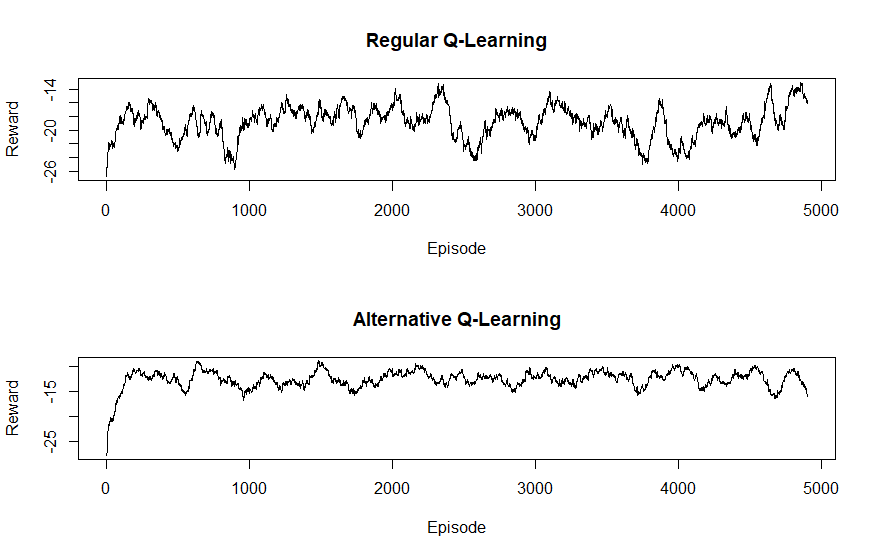 Regular Q-Learning
Reward
-14
-20
-26
0 1000 2000 3000 4000 5000
Episode
Alternative Q-Learning
Reward
-15
-25
0 1000 2000 3000 4000 5000
Episode